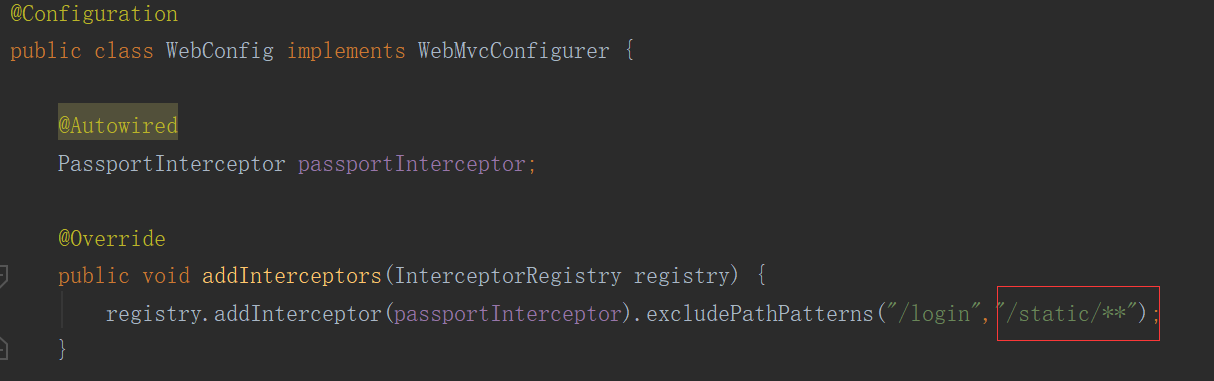 @Configuration
public class WebConfig implements WebMvcConfigurer {
@Autowired
PassportInterceptor passportInterceptor;
@Override
public void addInterceptors(InterceptorRegistry registry) {
registry.addInterceptor(passportInterceptor).excludePathPatterns("/login","/static/**");
}